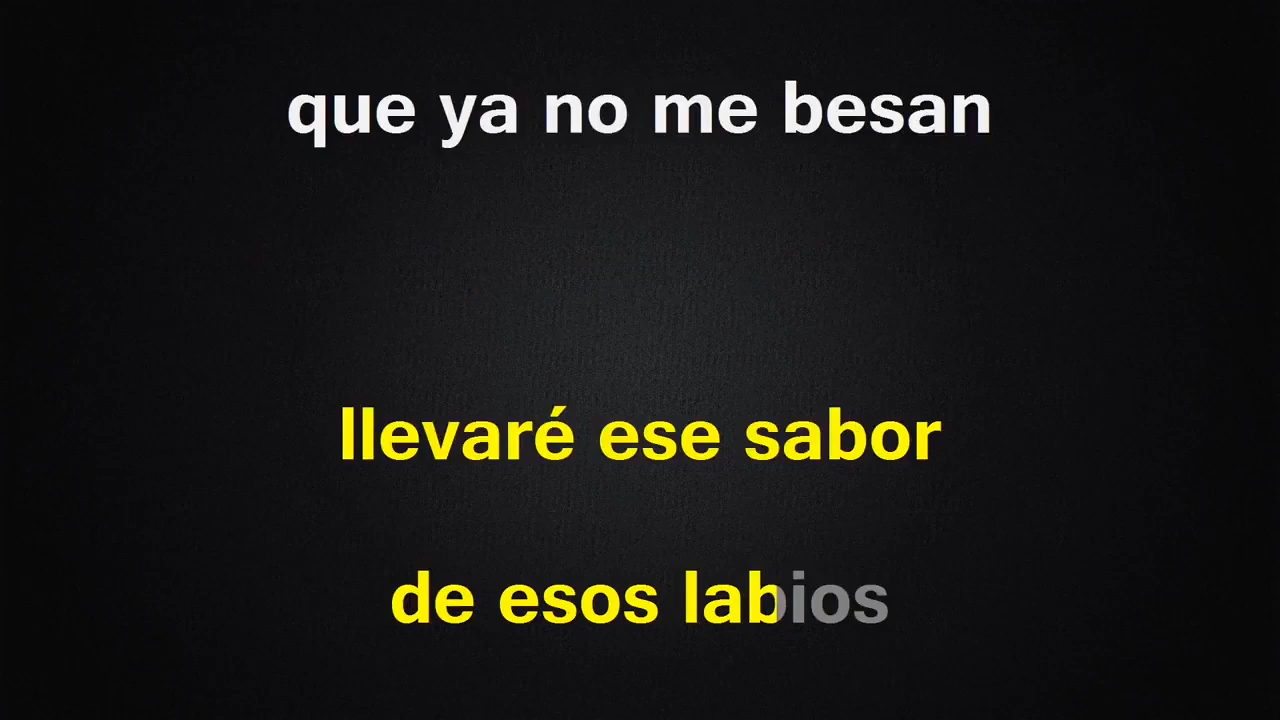 que ya no me besan
llevaré ese sabor
de esos labios